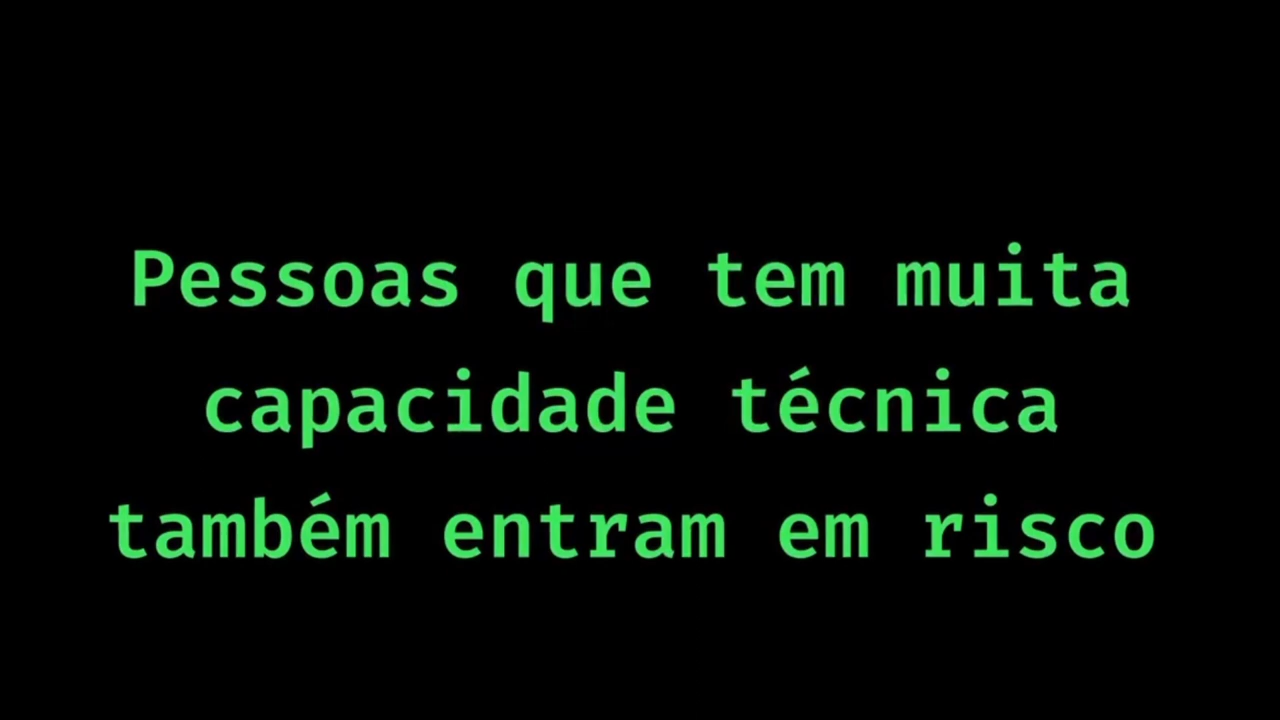 Pessoas que tem muita
capacidade técnica
também entram em risco